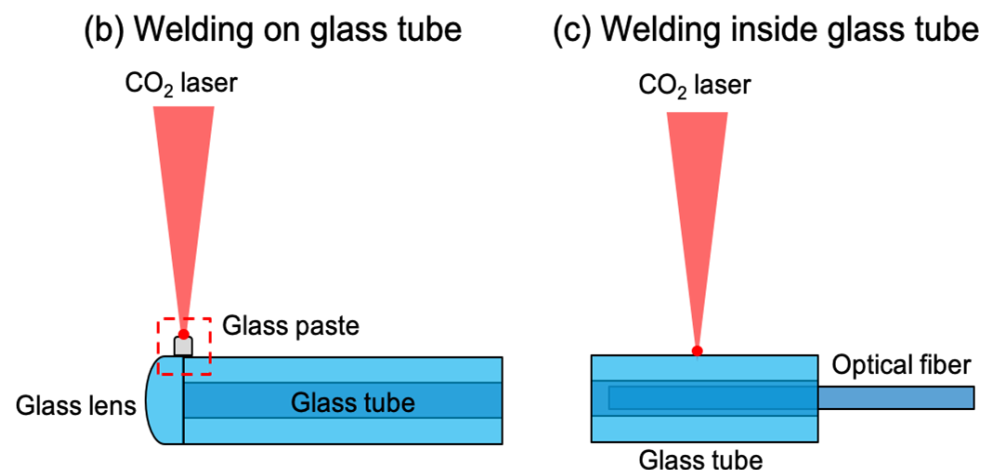 (b) Welding on glass tube
CO₂ laser
Glass paste
Glass lens
Glass tube
(c) Welding inside glass tube
CO₂ laser
Optical fiber
Glass tube